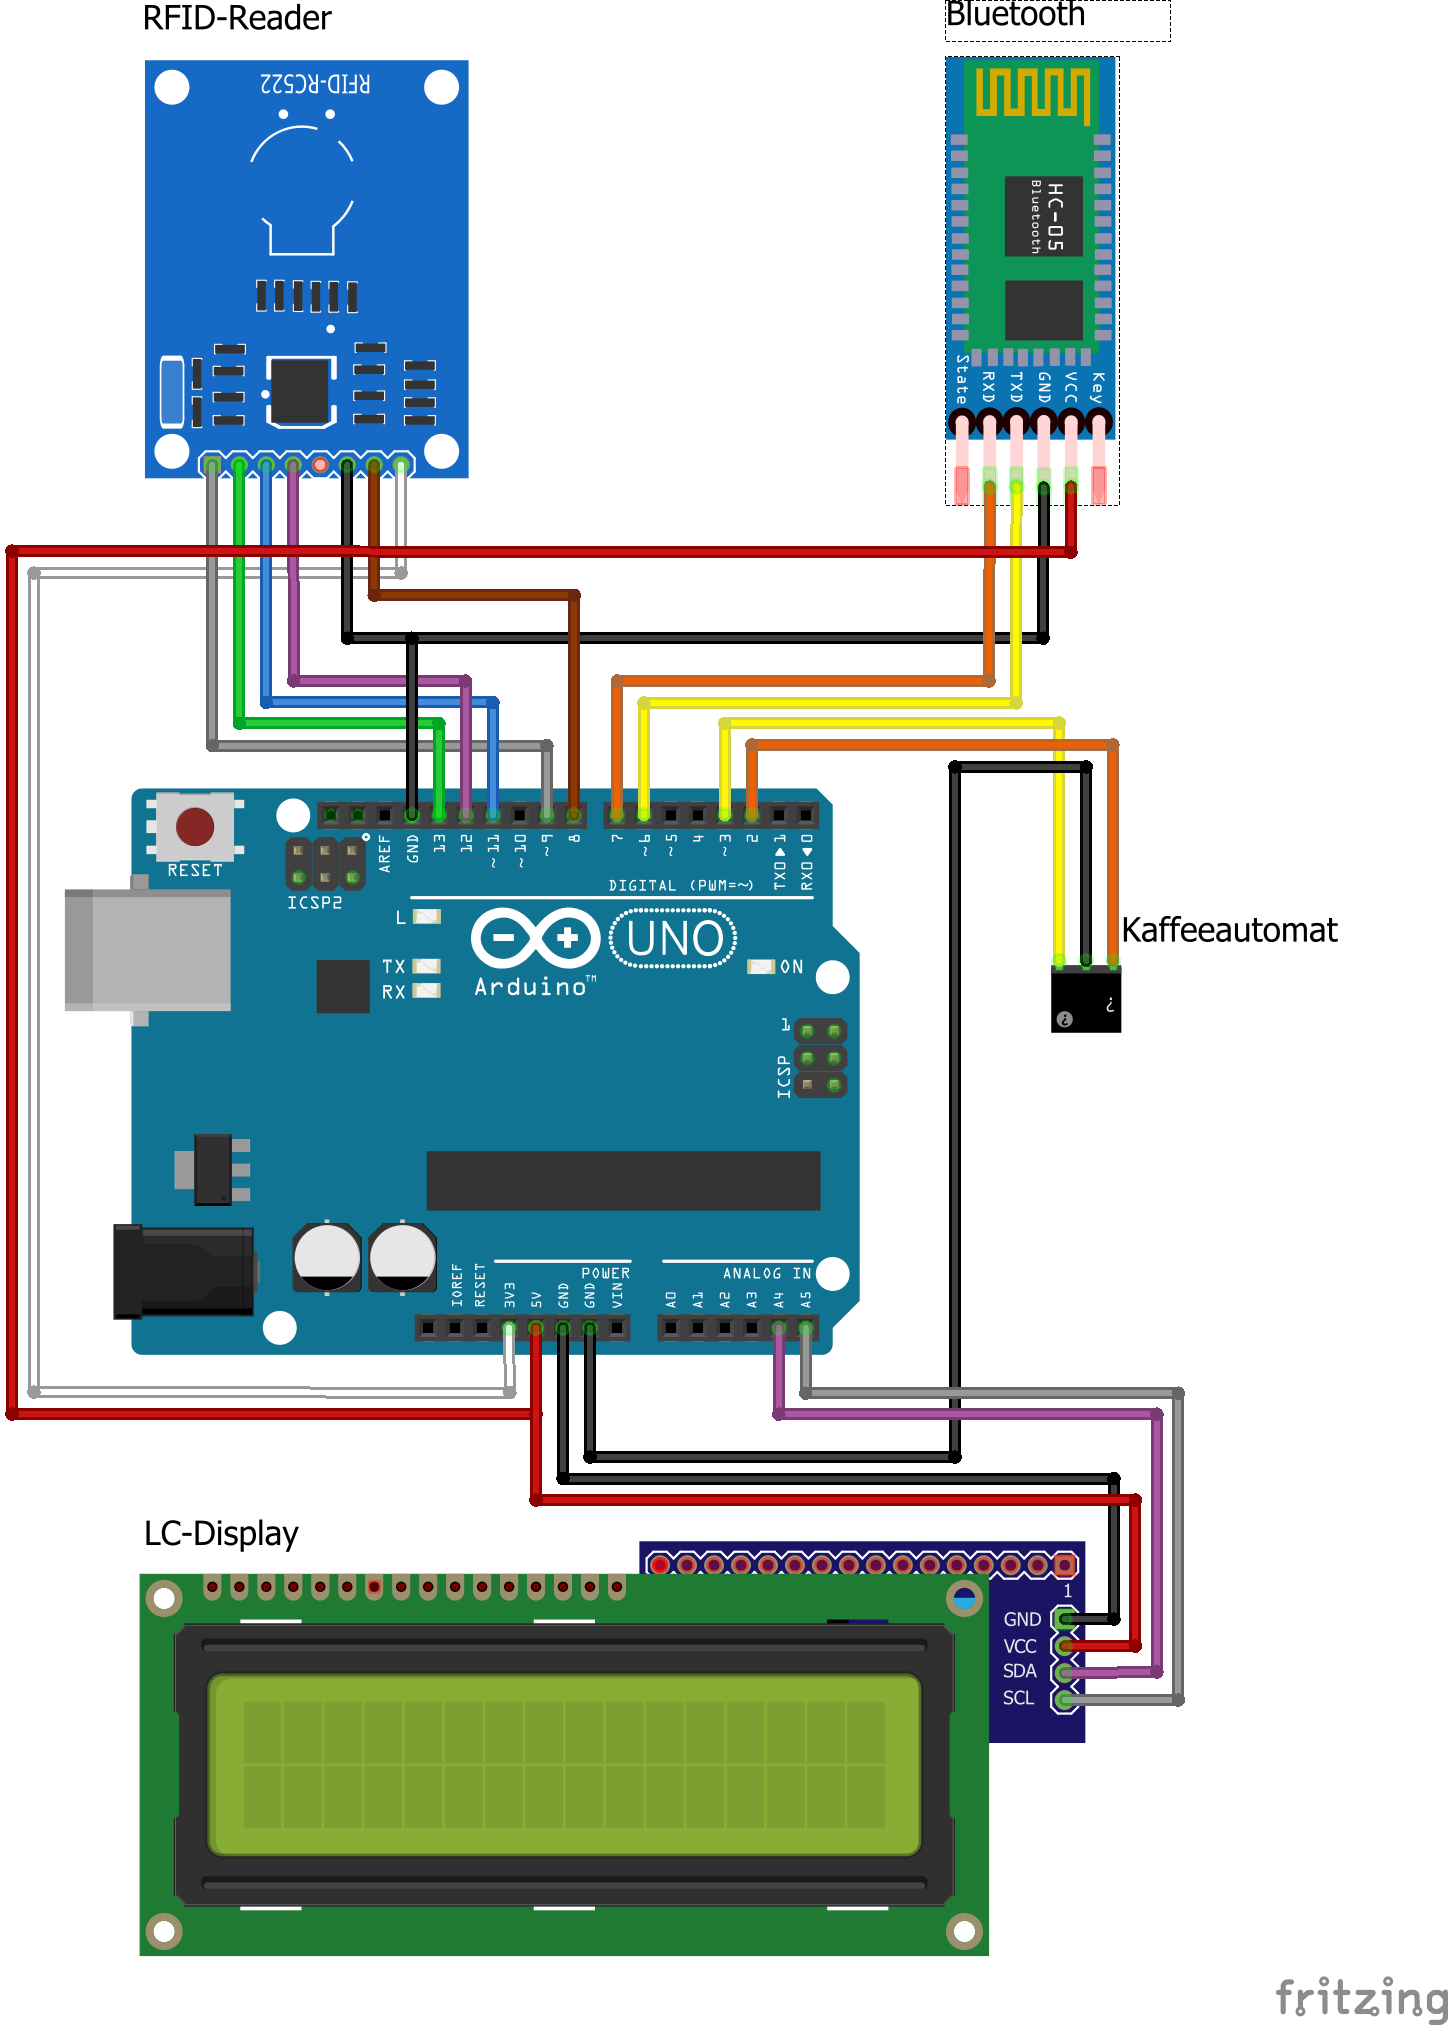 RFID-Reader
Bluetooth
RFID-RC522
HC-05
Bluetooth
State
RXD
TXD
GND
VCC
Key
RESET
ICSP2
AREF
GND
13
12
~11
~10
~9
8
7
~6
~5
4
~3
2
TX0▶1
RX0◀0
DIGITAL (PWM=~)
L
TX
RX
Arduino™
UNO
ON
Kaffeeautomat
?
?
1
ICSP
IOREF
RESET
3V3
5V
GND
GND
VIN
POWER
A0
A1
A2
A3
A4
A5
ANALOG IN
LC-Display
1
GND
VCC
SDA
SCL
fritzing